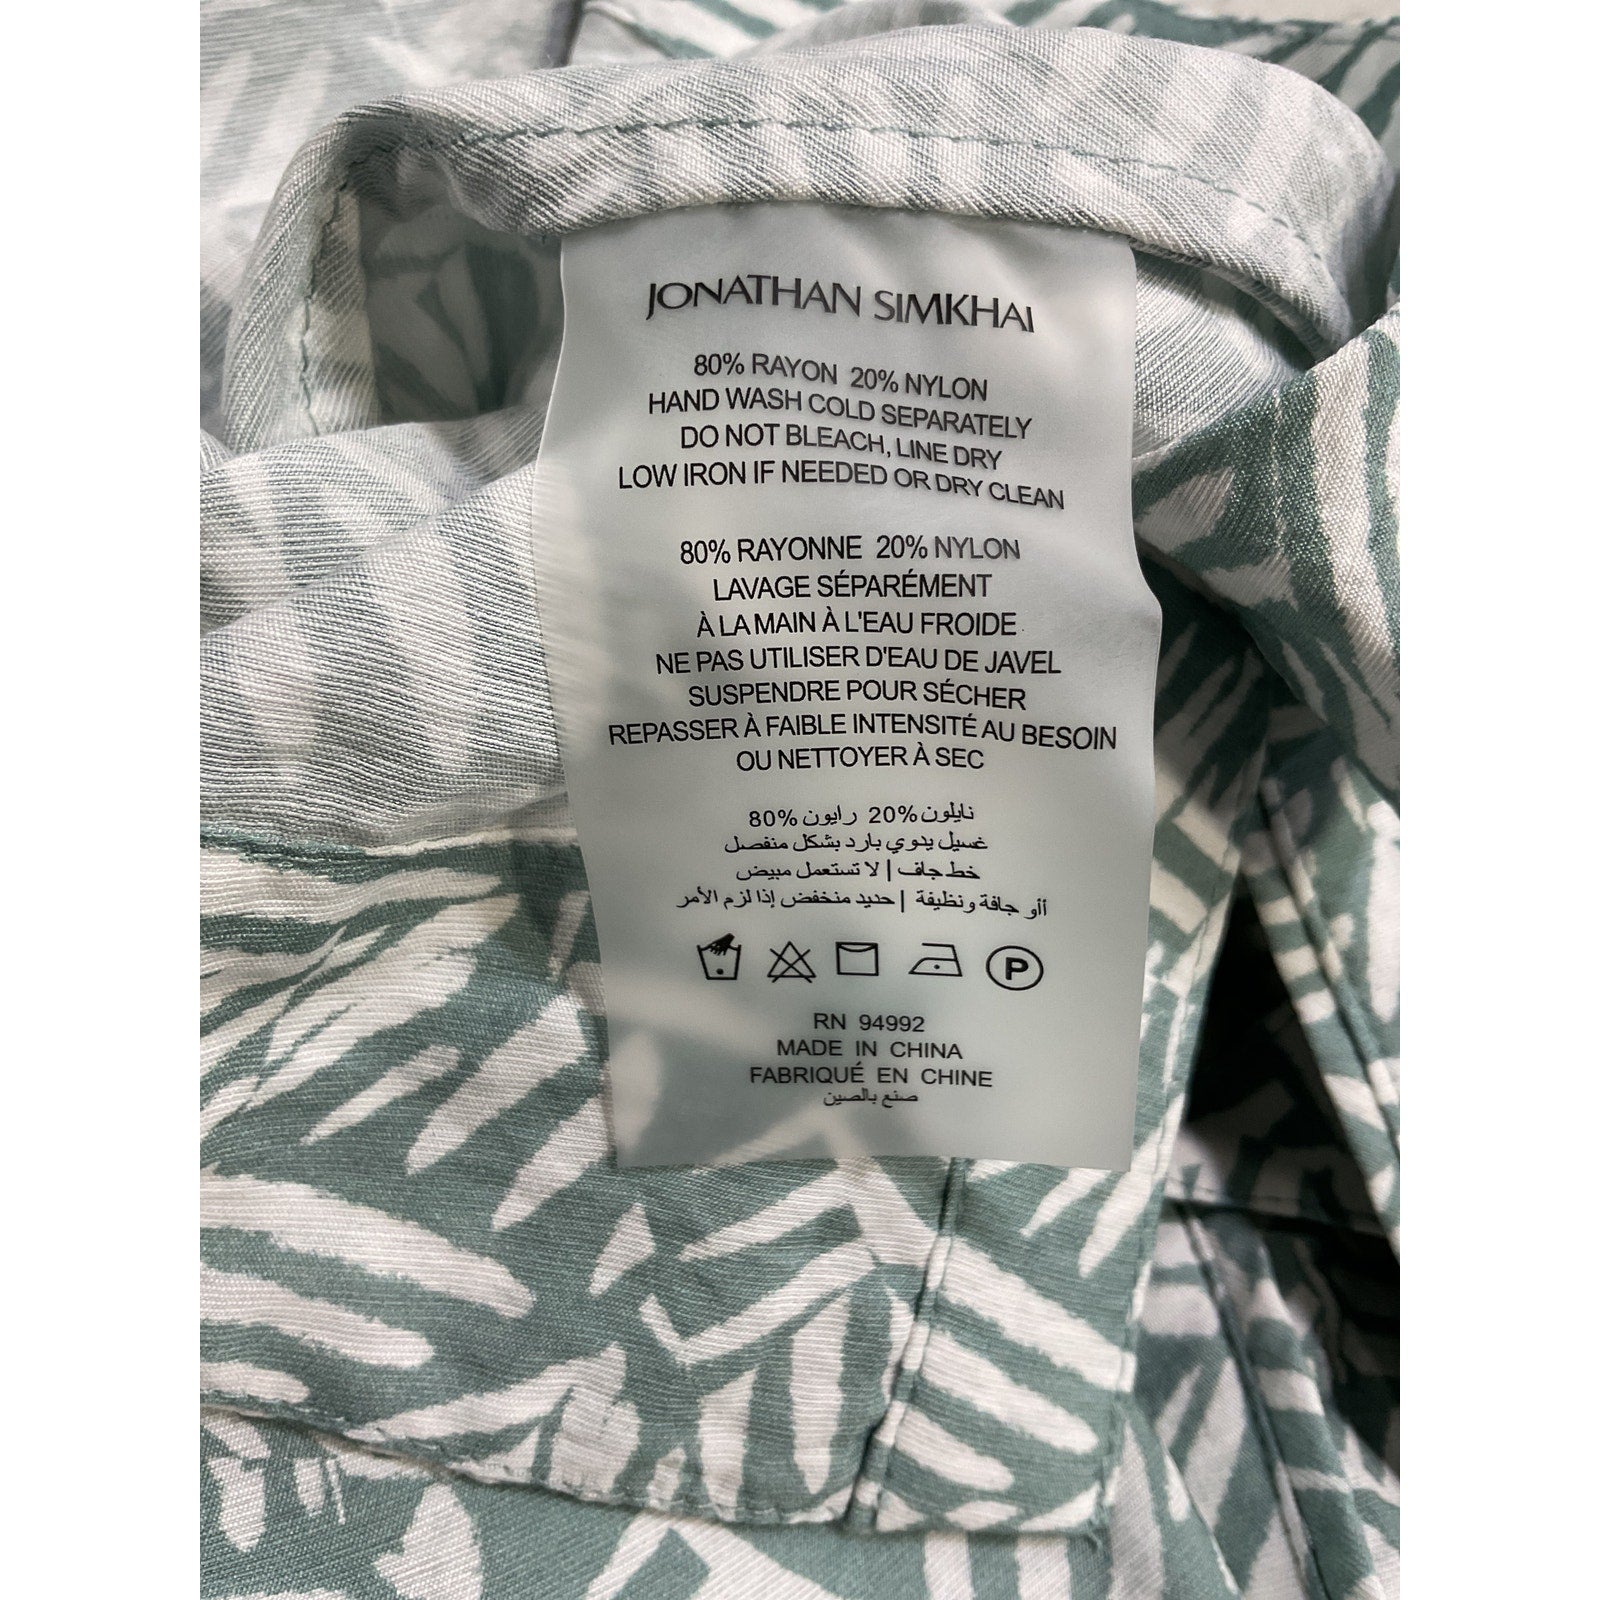 JONATHAN SIMKHAI
80% RAYON 20% NYLON
HAND WASH COLD SEPARATELY
DO NOT BLEACH, LINE DRY
LOW IRON IF NEEDED OR DRY CLEAN
80% RAYONNE 20% NYLON
LAVAGE SÉPARÉMENT
À LA MAIN À L'EAU FROIDE
NE PAS UTILISER D'EAU DE JAVEL
SUSPENDRE POUR SÉCHER
REPASSER À FAIBLE INTENSITÉ AU BESOIN
OU NETTOYER À SEC
نايلون 20% رايون 80%
غسيل يدوي بارد بشكل منفصل
خط جاف | لا تستعمل مبيض
أأو جافة ونظيفة | حديد منخفض إذا لزم الأمر
P
RN 94992
MADE IN CHINA
FABRIQUÉ EN CHINE
صنع بالصين